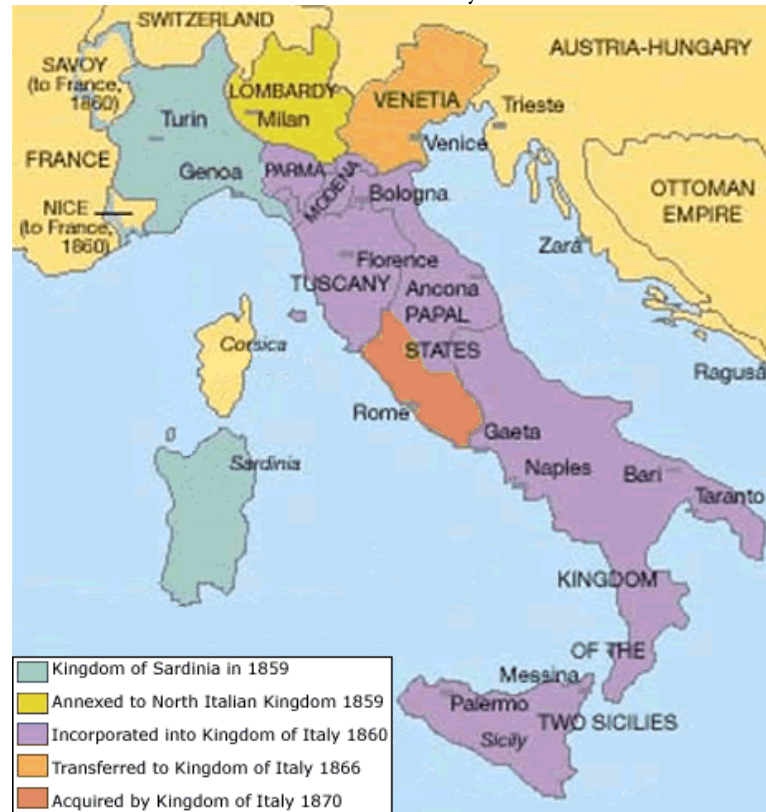 SWITZERLAND
SAVOY
(to France,
1860)
LOMBARDY
Milan
VENETIA
AUSTRIA-HUNGARY
Trieste
Turin
Venice
FRANCE
Genoa
PARMA
MODENA
Bologna
OTTOMAN
EMPIRE
NICE
(to France,
1860)
Zara
Florence
TUSCANY
Ancona
PAPAL
STATES
Corsica
Ragusa
Rome
Gaeta
Sardinia
Naples
Bari
Taranto
KINGDOM
OF THE
Messina
Palermo
TWO SICILIES
Sicily
Kingdom of Sardinia in 1859
Annexed to North Italian Kingdom 1859
Incorporated into Kingdom of Italy 1860
Transferred to Kingdom of Italy 1866
Acquired by Kingdom of Italy 1870